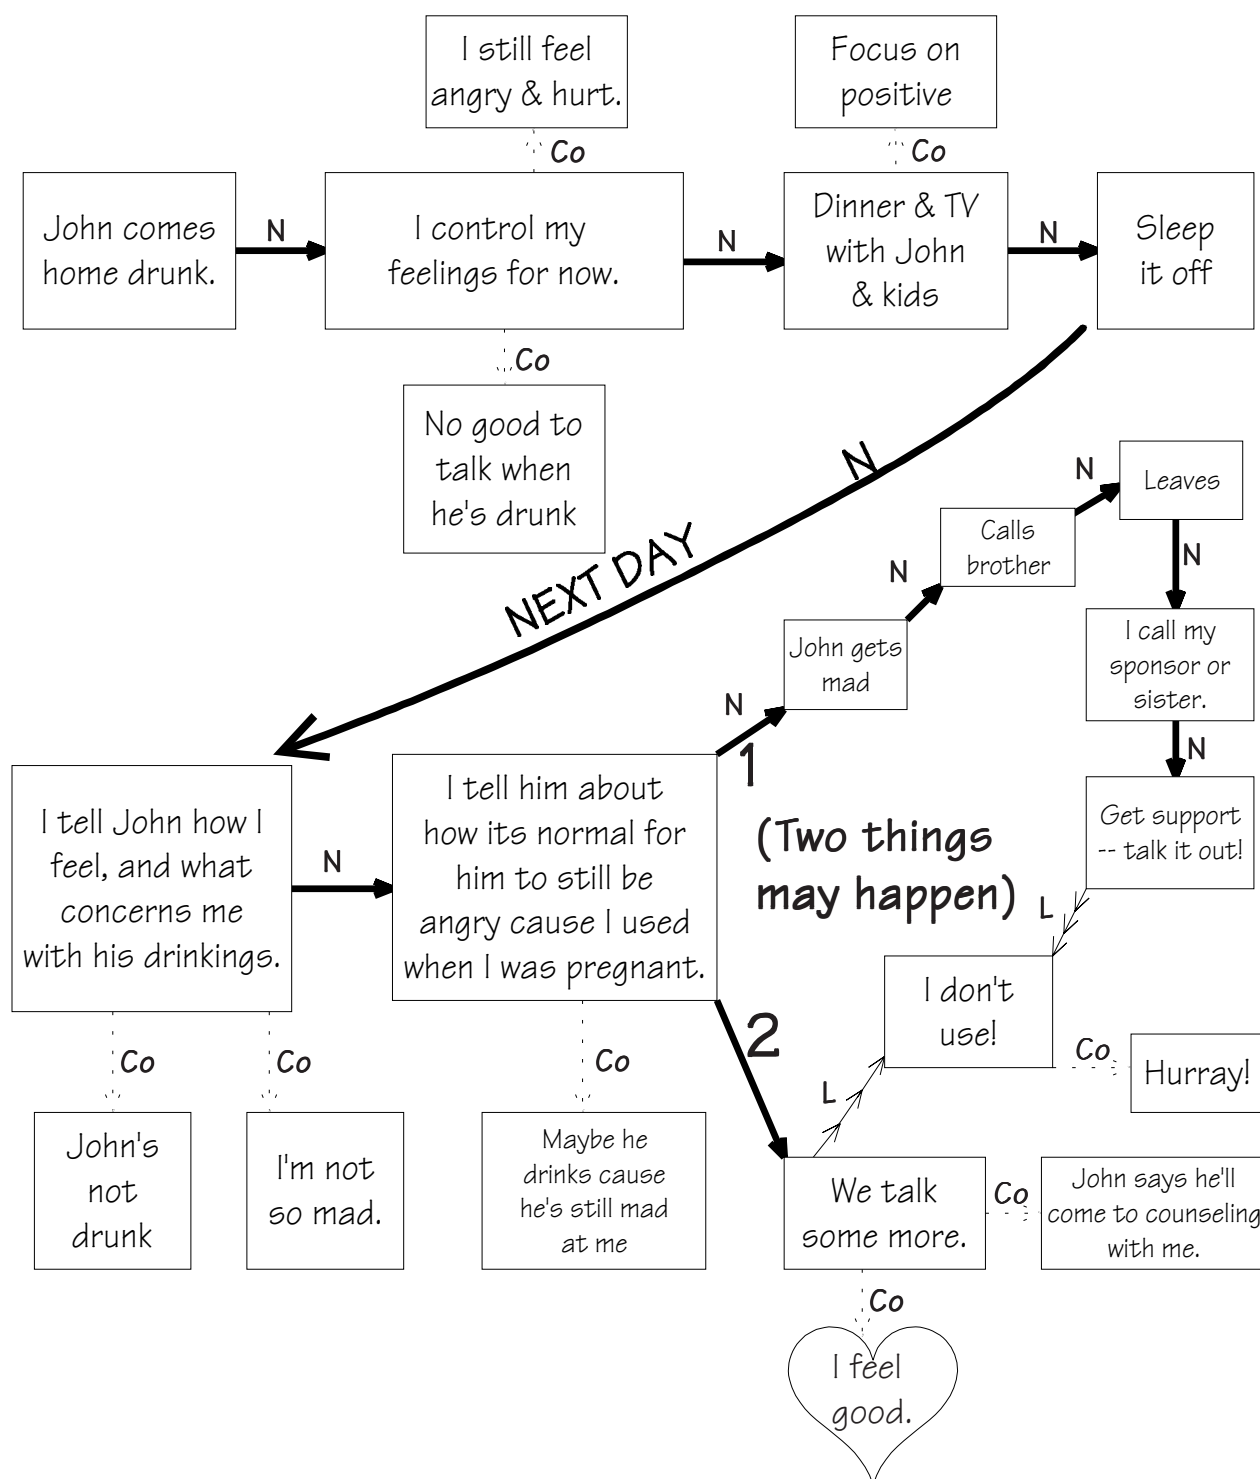 I still feel
angry & hurt.
Focus on
positive
Co
Co
John comes
home drunk.
N
I control my
feelings for now.
N
Dinner & TV
with John
& kids
N
Sleep
it off
Co
No good to
talk when
he's drunk
N
NEXT DAY
Leaves
N
Calls
brother
N
N
I call my
sponsor or
sister.
John gets
mad
N
N
1
I tell John how I
feel, and what
concerns me
with his drinkings.
N
I tell him about
how its normal for
him to still be
angry cause I used
when I was pregnant.
(Two things
may happen)
Get support
-- talk it out!
L
I don't
use!
2
Co
Hurray!
L
Co
Co
Co
John's
not
drunk
I'm not
so mad.
Maybe he
drinks cause
he's still mad
at me
We talk
some more.
Co
John says he'll
come to counseling
with me.
Co
I feel
good.